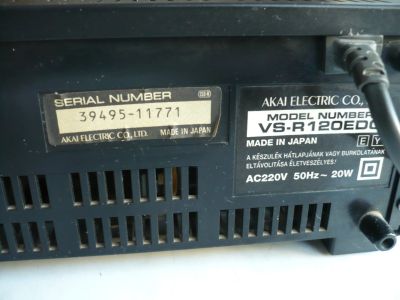 SERIAL NUMBER
39495-11771
AKAI ELECTRIC CO., LTD. MADE IN JAPAN
AKAI ELECTRIC CO.,
MODEL NUMBER
VS-R120EDG
MADE IN JAPAN E Y
A KÉSZÜLÉK HÁTLAPJÁNAK VAGY BURKOLATÁNAK
ELTÁVOLÍTÁSA ÉLETVESZÉLYES!
AC220V 50Hz~ 20W